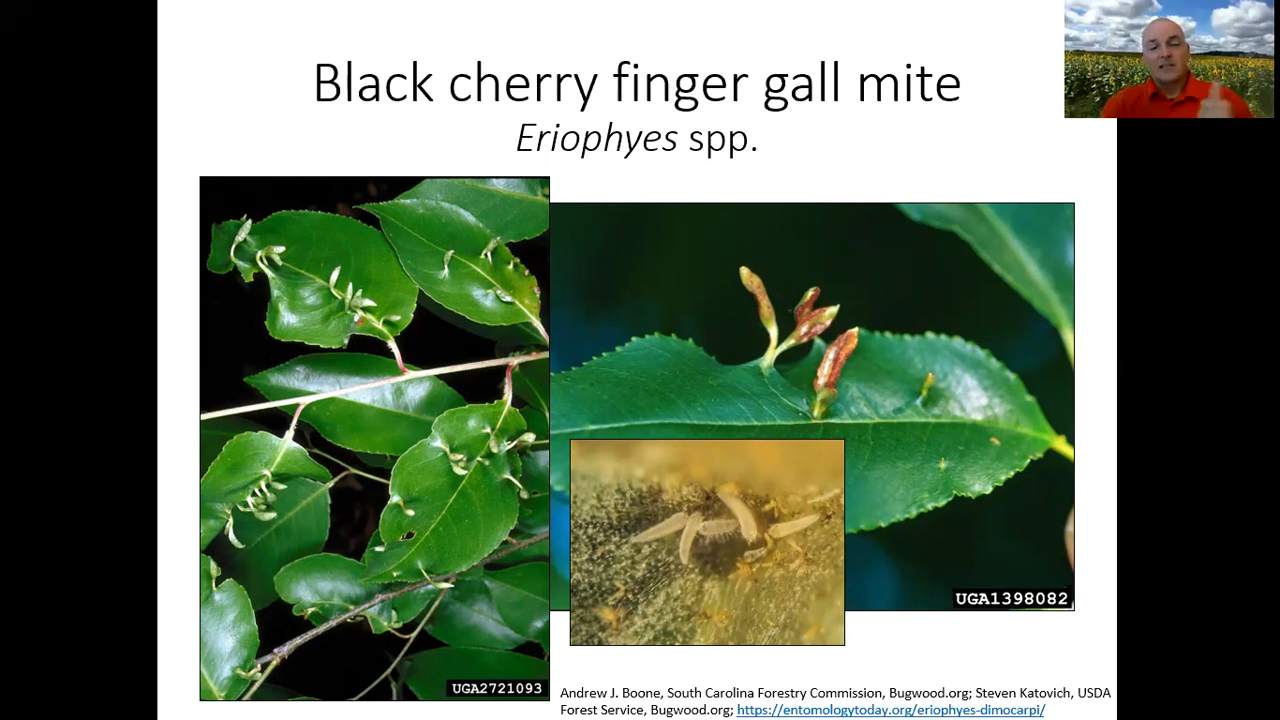 Black cherry finger gall mite
Eriophyes spp.
UGA2721093
UGA1398082
Andrew J. Boone, South Carolina Forestry Commission, Bugwood.org; Steven Katovich, USDA
Forest Service, Bugwood.org; https://entomologytoday.org/eriophyes-dimocarpi/